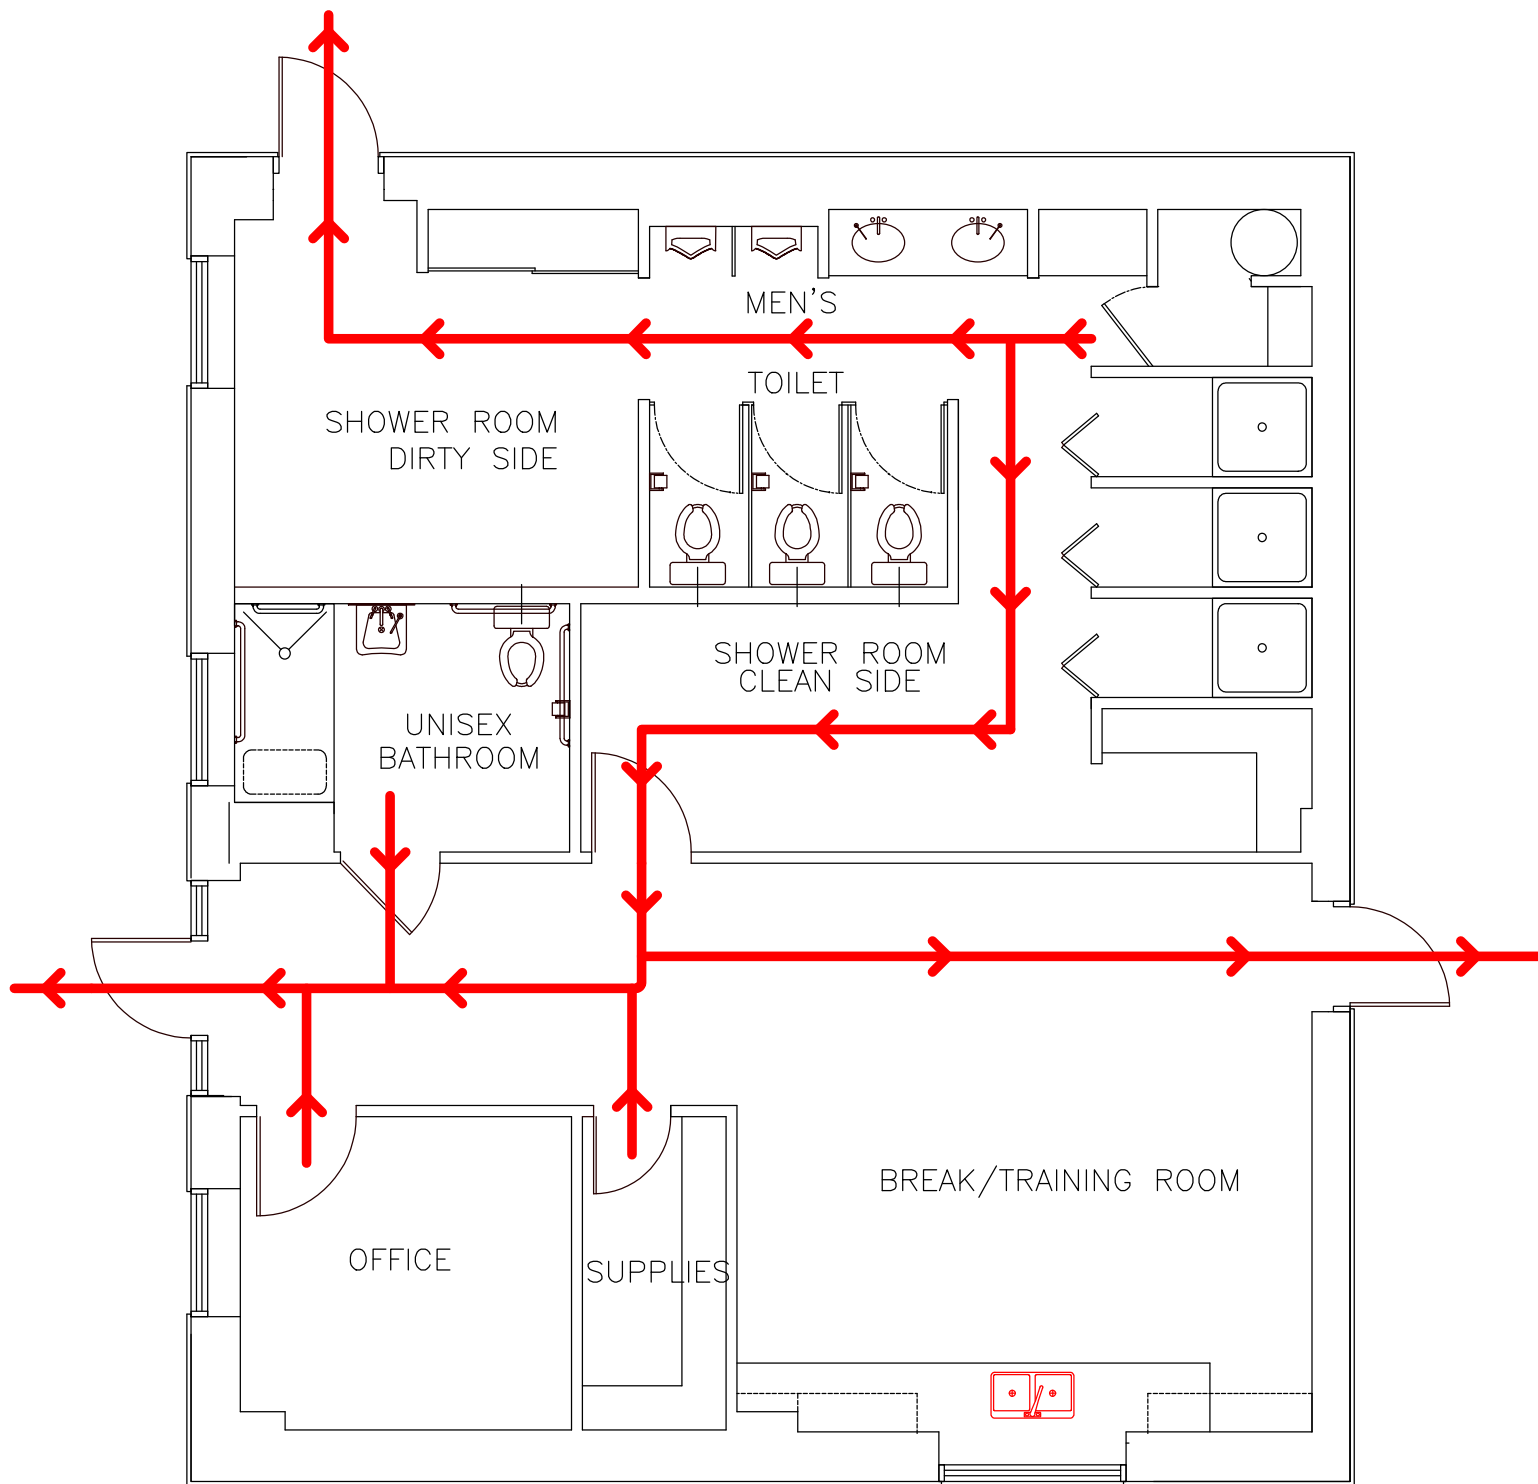 MEN'S
TOILET
SHOWER ROOM
DIRTY SIDE
SHOWER ROOM
CLEAN SIDE
UNISEX
BATHROOM
BREAK/TRAINING ROOM
OFFICE
SUPPLIES